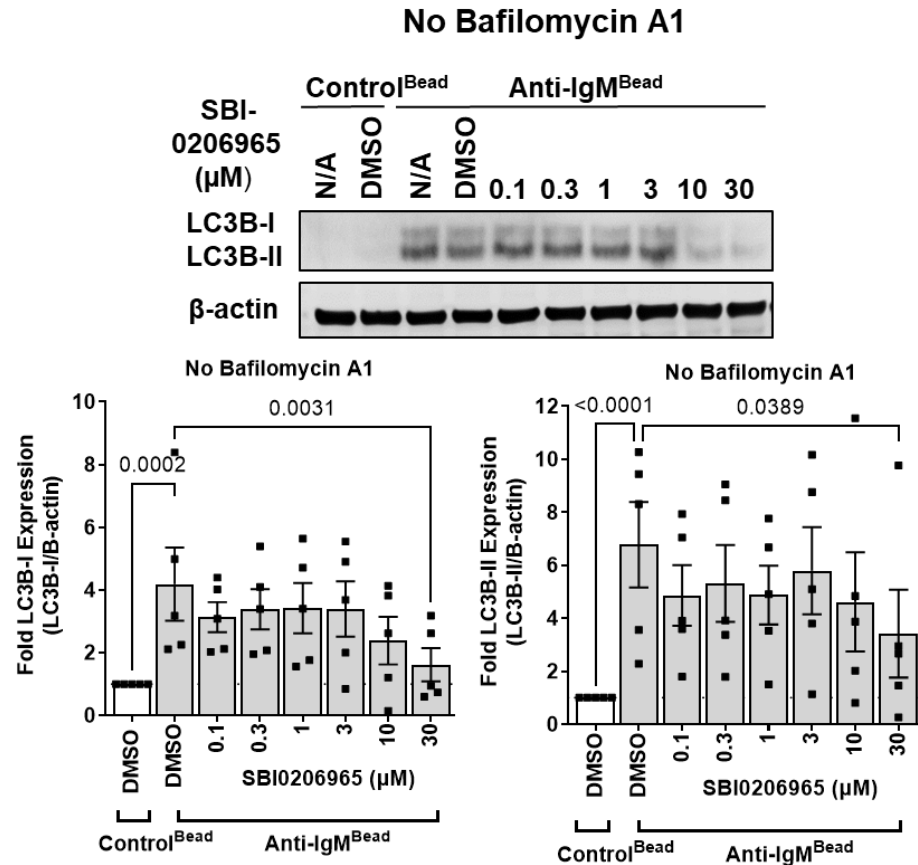 No Bafilomycin A1
Control^Bead Anti-IgM^Bead
SBI-
0206965
(µM)
N/A DMSO N/A DMSO 0.1 0.3 1 3 10 30
LC3B-I
LC3B-II
β-actin
No Bafilomycin A1
Fold LC3B-I Expression
(LC3B-I/B-actin)
10
8
6
4
2
0
0.0002
0.0031
DMSO DMSO 0.1 0.3 1 3 10 30
SBI0206965 (µM)
Control^Bead Anti-IgM^Bead
No Bafilomycin A1
Fold LC3B-II Expression
(LC3B-II/B-actin)
12
10
8
6
4
2
0
<0.0001
0.0389
DMSO DMSO 0.1 0.3 1 3 10 30
SBI0206965 (µM)
Control^Bead Anti-IgM^Bead